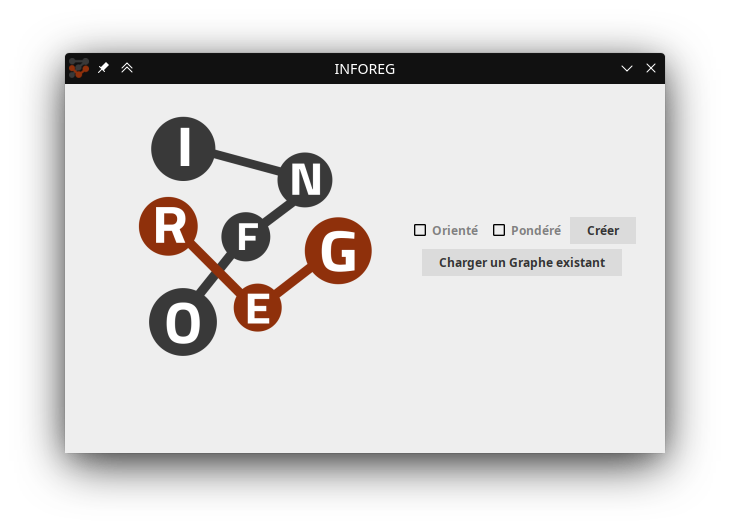 INFOREG
I
N
R
F
G
E
O
Orienté
Pondéré
Créer
Charger un Graphe existant